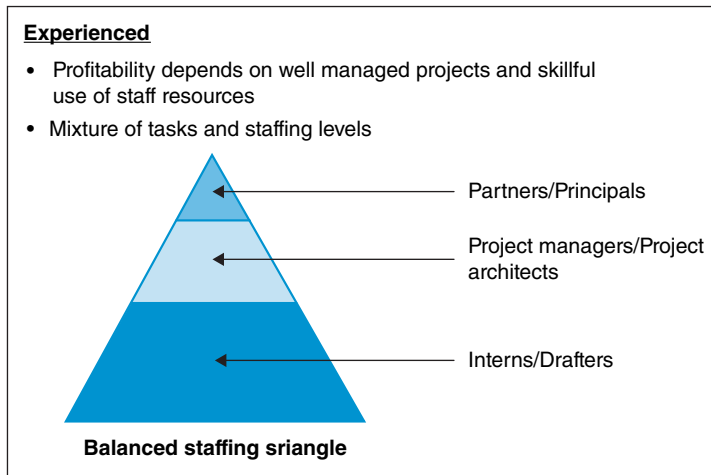 Experienced
• Profitability depends on well managed projects and skillful
use of staff resources
• Mixture of tasks and staffing levels
Partners/Principals
Project managers/Project
architects
Interns/Drafters
Balanced staffing sriangle